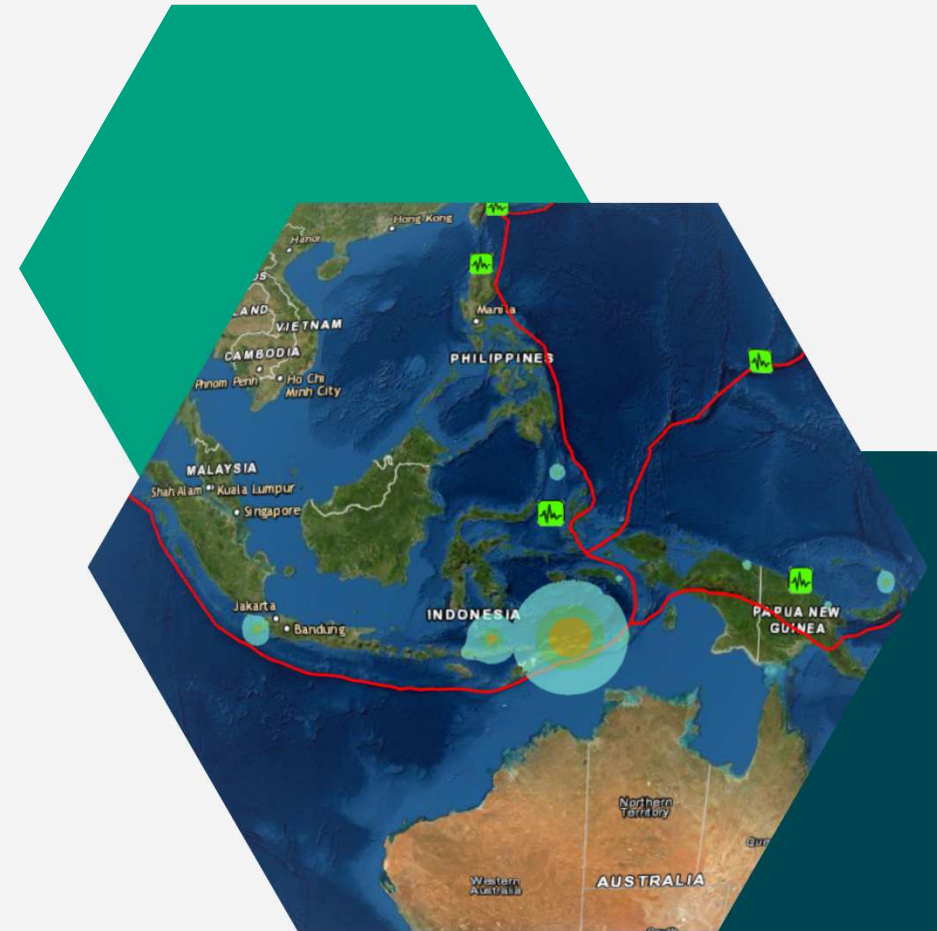 Hong Kong
Hanoi
OS
LAND
VIETNAM
Manila
CAMBODIA
PHILIPPINES
Phnom Penh
Ho Chi
Minh City
MALAYSIA
Shah Alam
Kuala Lumpur
Singapore
Jakarta
INDONESIA
Bandung
PAPUA NEW
GUINEA
Northern
Territory
Western
Australia
AUSTRALIA